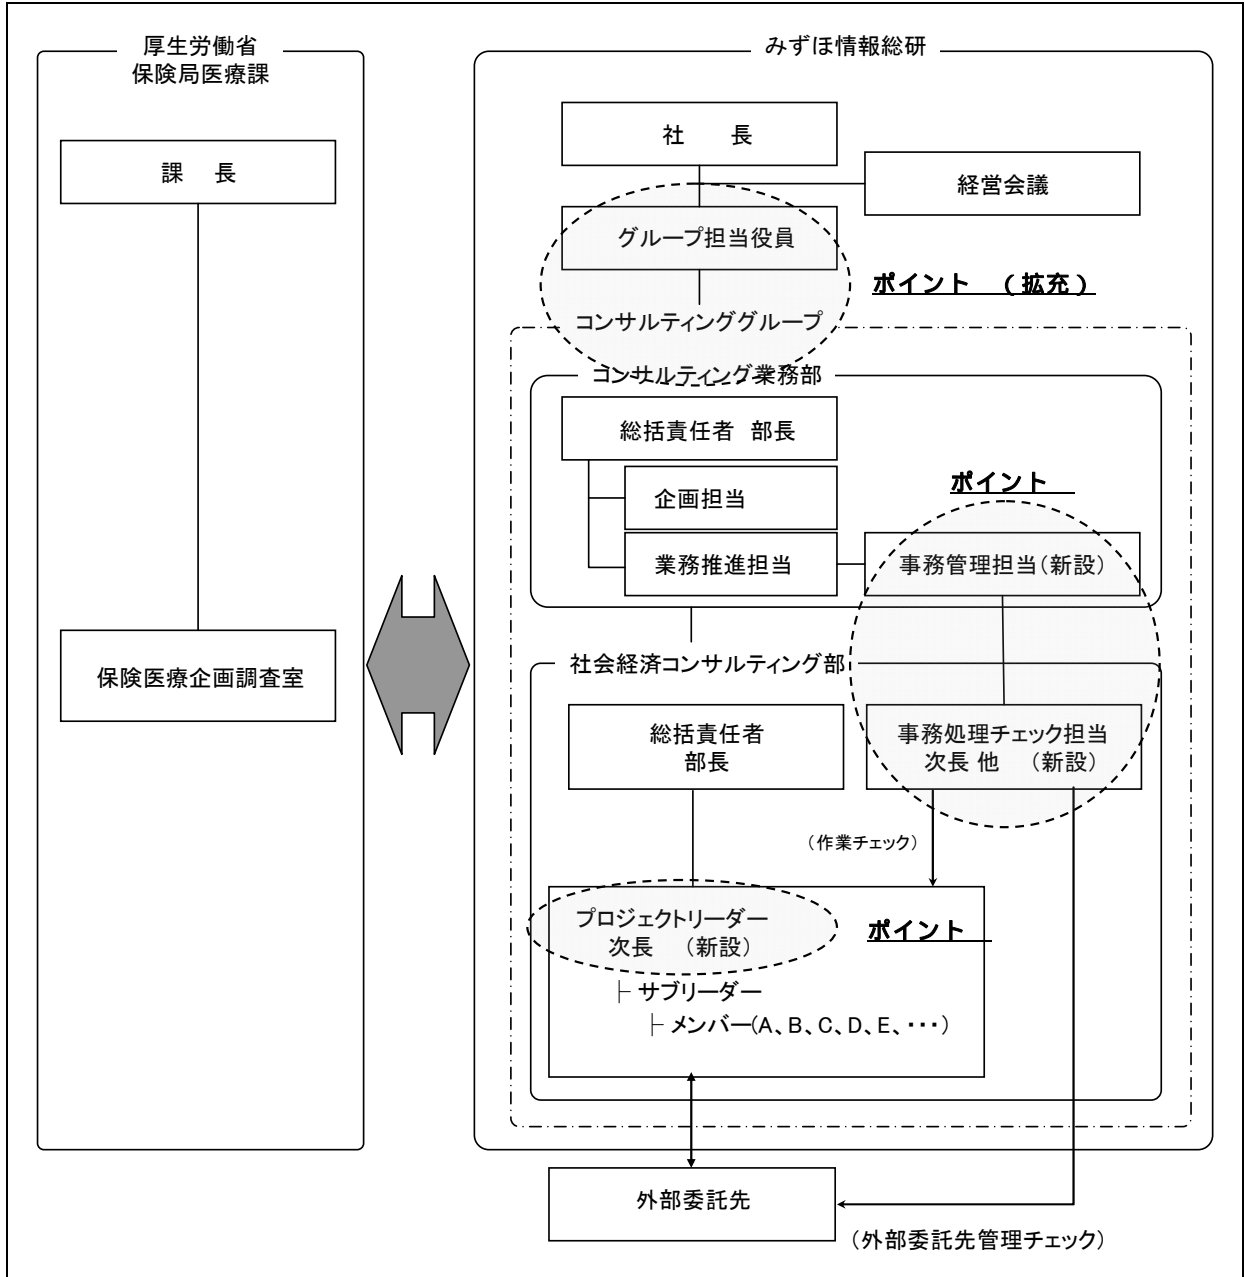 厚生労働省
保険局医療課
課　長
保険医療企画調査室
みずほ情報総研
社　　長
経営会議
グループ担当役員
ポイント　（拡充）
コンサルティンググループ
コンサルティング業務部
総括責任者　部長
企画担当
ポイント
業務推進担当
事務管理担当（新設）
社会経済コンサルティング部
総括責任者
部長
事務処理チェック担当
次長 他　（新設）
（作業チェック）
プロジェクトリーダー
次長　（新設）
ポイント
├ サブリーダー
├ メンバー（A、B、C、D、E、・・・）
外部委託先
（外部委託先管理チェック）